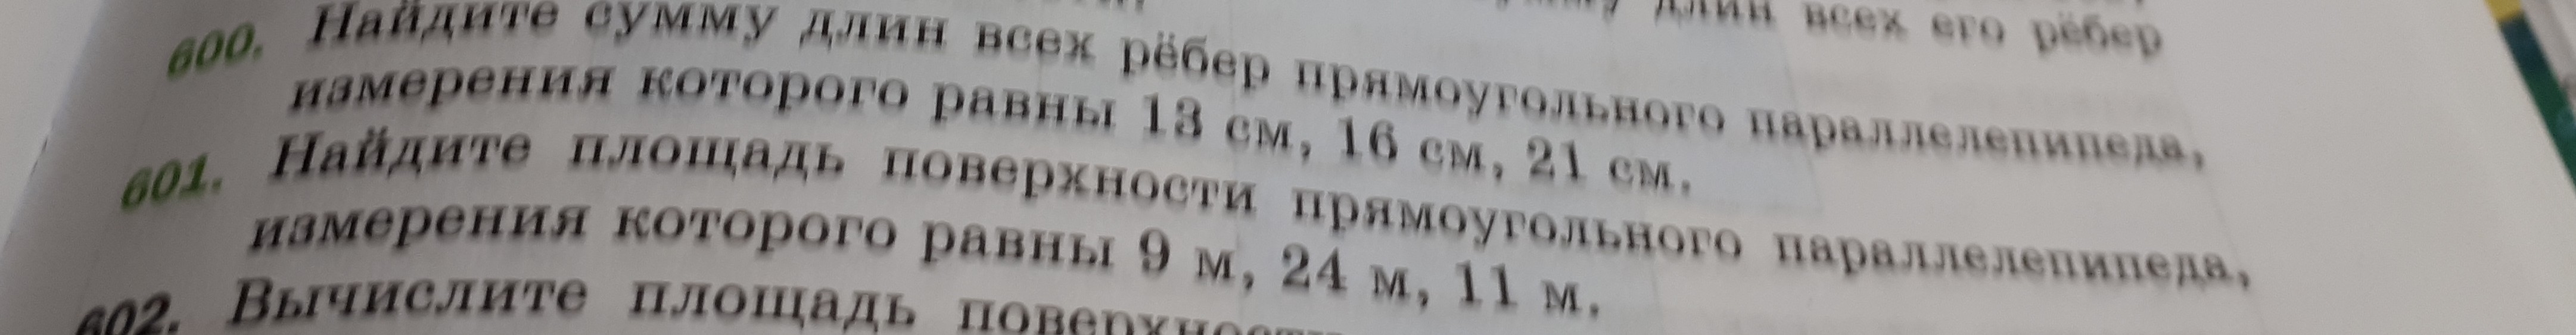 длин всех его рёбер
600. Найдите сумму длин всех рёбер прямоугольного параллелепипеда,
измерения которого равны 13 см, 16 см, 21 см.
601. Найдите площадь поверхности прямоугольного параллелепипеда,
измерения которого равны 9 м, 24 м, 11 м.
602. Вычислите площадь